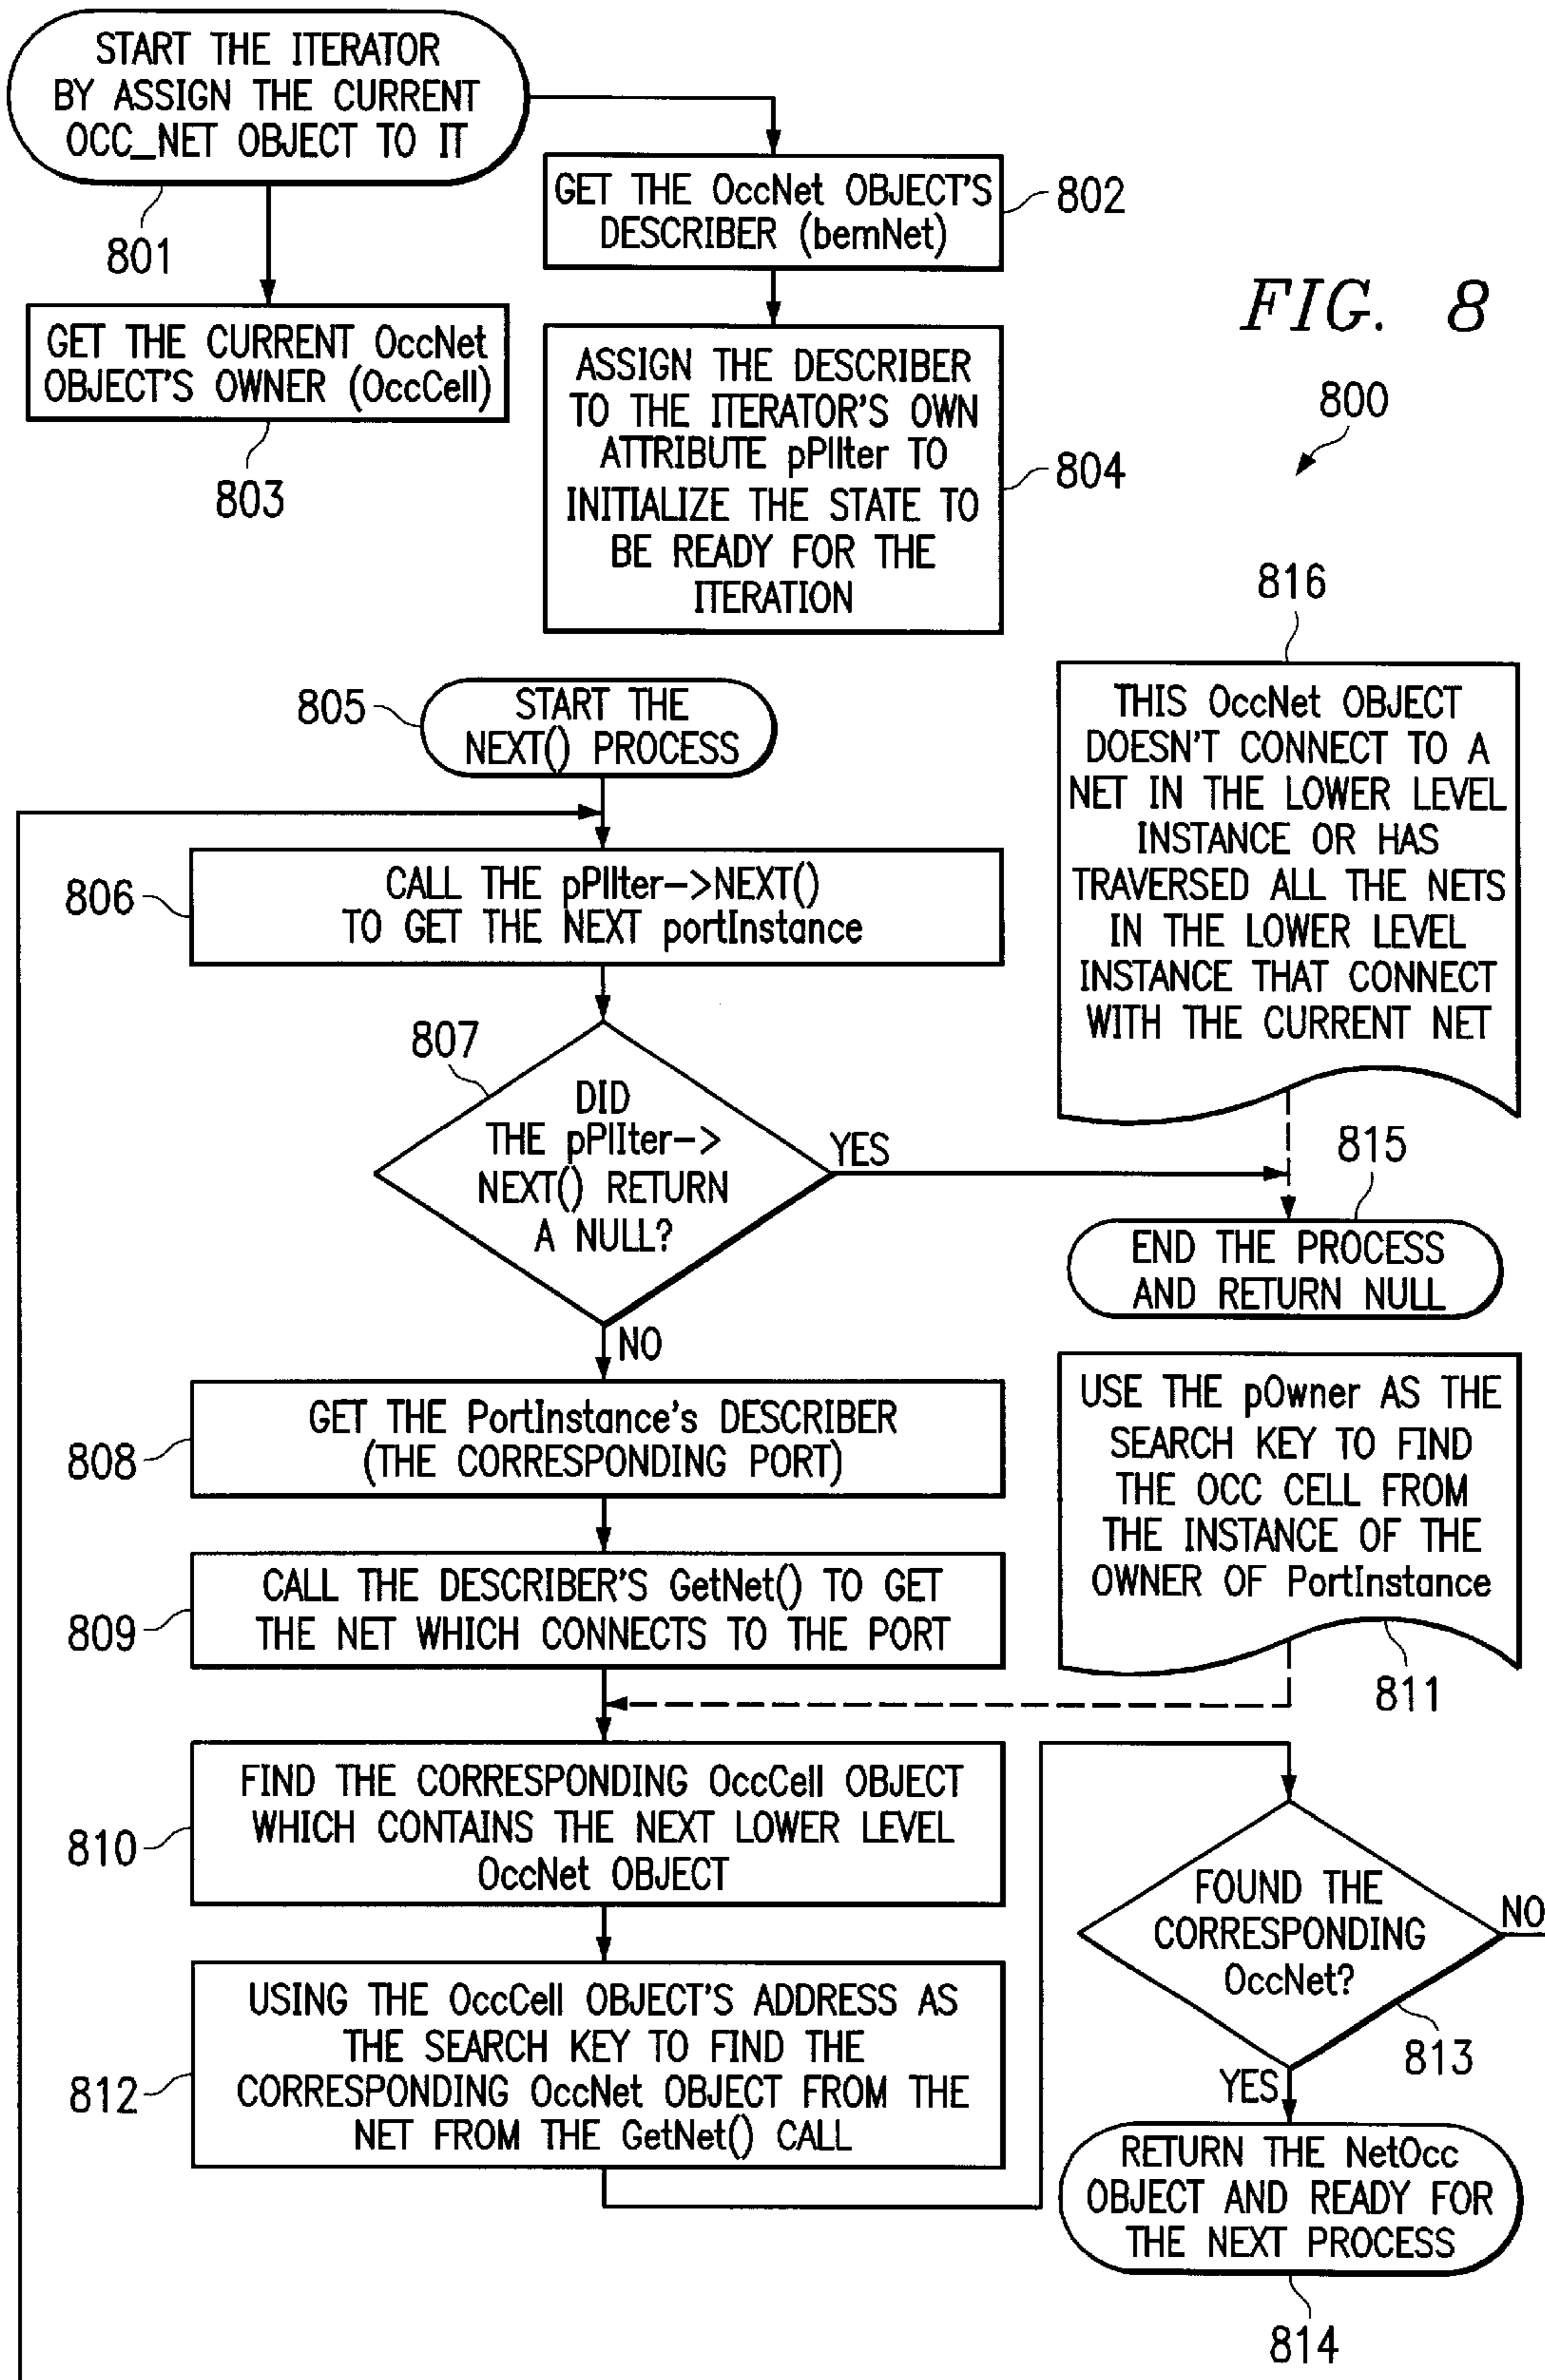 START THE ITERATOR
BY ASSIGN THE CURRENT
OCC_NET OBJECT TO IT
801
GET THE OccNet OBJECT'S
DESCRIBER (bemNet)
802
GET THE CURRENT OccNet
OBJECT'S OWNER (OccCell)
803
FIG. 8
800
ASSIGN THE DESCRIBER
TO THE ITERATOR'S OWN
ATTRIBUTE pPIIter TO
INITIALIZE THE STATE TO
BE READY FOR THE
ITERATION
804
816
THIS OccNet OBJECT
DOESN'T CONNECT TO A
NET IN THE LOWER LEVEL
INSTANCE OR HAS
TRAVERSED ALL THE NETS
IN THE LOWER LEVEL
INSTANCE THAT CONNECT
WITH THE CURRENT NET
805
START THE
NEXT() PROCESS
806
CALL THE pPIIter->NEXT()
TO GET THE NEXT portInstance
807
DID
THE pPIIter->
NEXT() RETURN
A NULL?
YES
815
END THE PROCESS
AND RETURN NULL
NO
808
GET THE PortInstance's DESCRIBER
(THE CORRESPONDING PORT)
USE THE pOwner AS THE
SEARCH KEY TO FIND
THE OCC CELL FROM
THE INSTANCE OF THE
OWNER OF PortInstance
811
809
CALL THE DESCRIBER'S GetNet() TO GET
THE NET WHICH CONNECTS TO THE PORT
810
FIND THE CORRESPONDING OccCell OBJECT
WHICH CONTAINS THE NEXT LOWER LEVEL
OccNet OBJECT
812
USING THE OccCell OBJECT'S ADDRESS AS
THE SEARCH KEY TO FIND THE
CORRESPONDING OccNet OBJECT FROM THE
NET FROM THE GetNet() CALL
FOUND THE
CORRESPONDING
OccNet?
NO
813
YES
RETURN THE NetOcc
OBJECT AND READY FOR
THE NEXT PROCESS
814